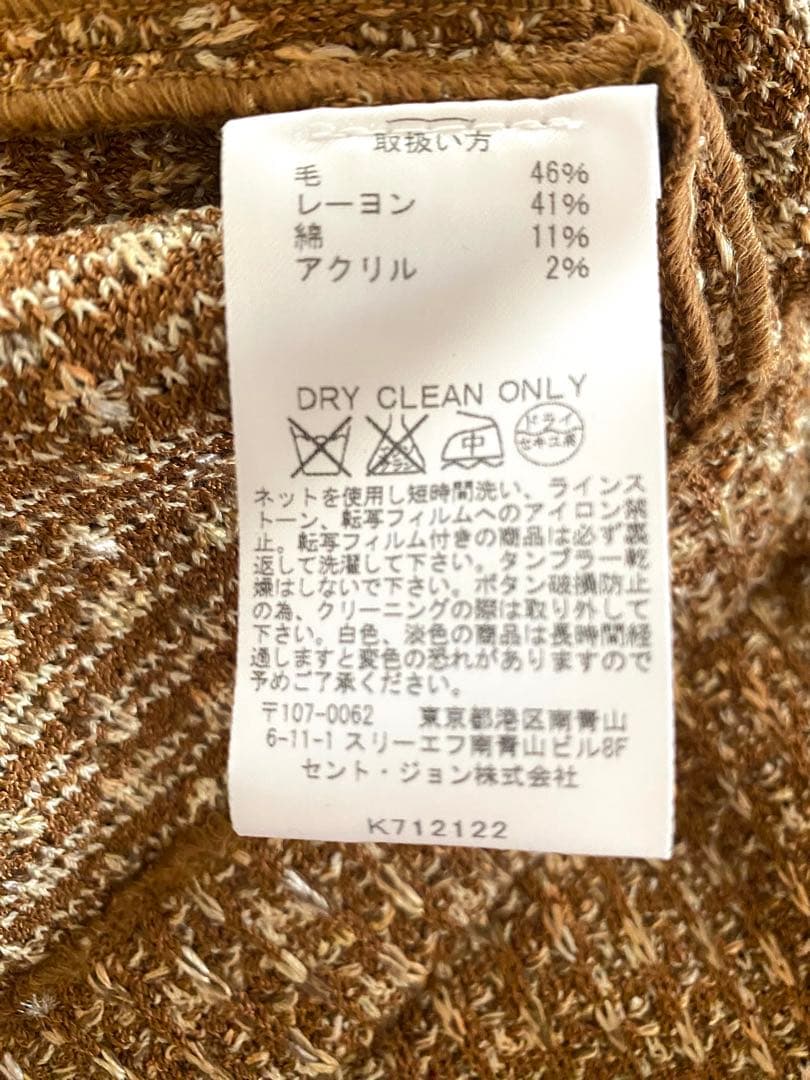 取扱い方
毛 46%
レーヨン 41%
綿 11%
アクリル 2%
DRY CLEAN ONLY
中 ドライ
セキユ系
ネットを使用し短時間洗い、ラインス
トーン、転写フィルムへのアイロン禁
止。転写フィルム付きの商品は必ず裏
返して洗濯して下さい。タンブラー乾
燥はしないで下さい。ボタン破損防止
の為、クリーニングの際は取り外して
下さい。白色、淡色の商品は長時間経
過しますと変色の恐れがありますので
予めご了承ください。
〒107-0062 東京都港区南青山
6-11-1 スリーエフ南青山ビル8F
セント・ジョン株式会社
K712122